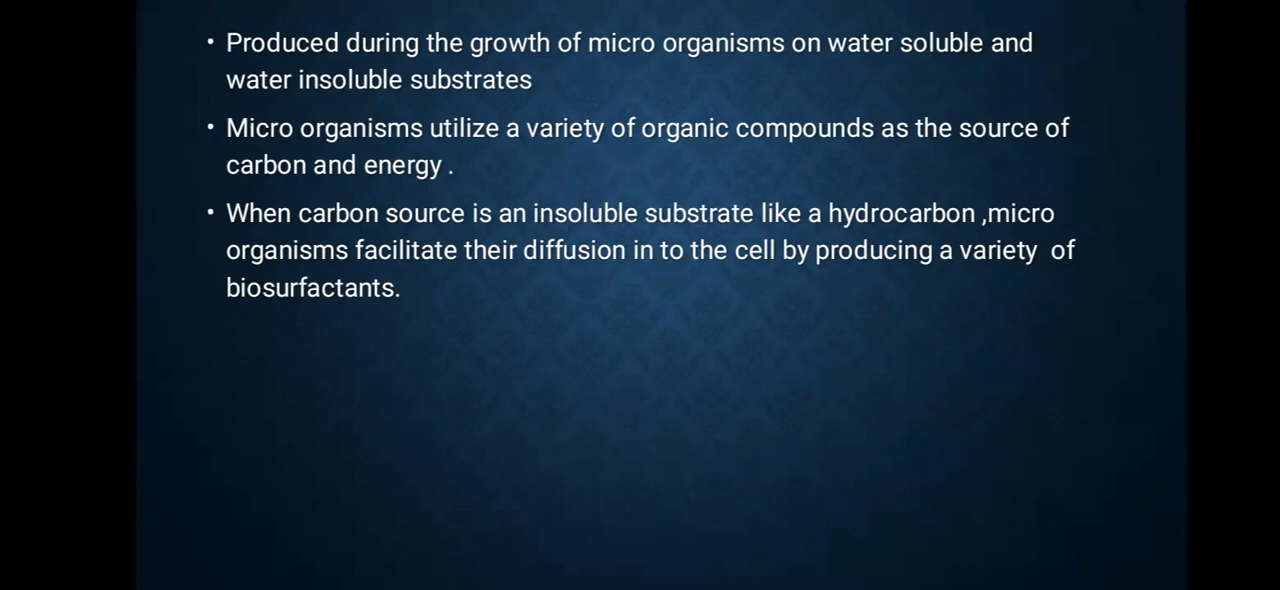 • Produced during the growth of micro organisms on water soluble and
water insoluble substrates
• Micro organisms utilize a variety of organic compounds as the source of
carbon and energy .
• When carbon source is an insoluble substrate like a hydrocarbon ,micro
organisms facilitate their diffusion in to the cell by producing a variety  of
biosurfactants.